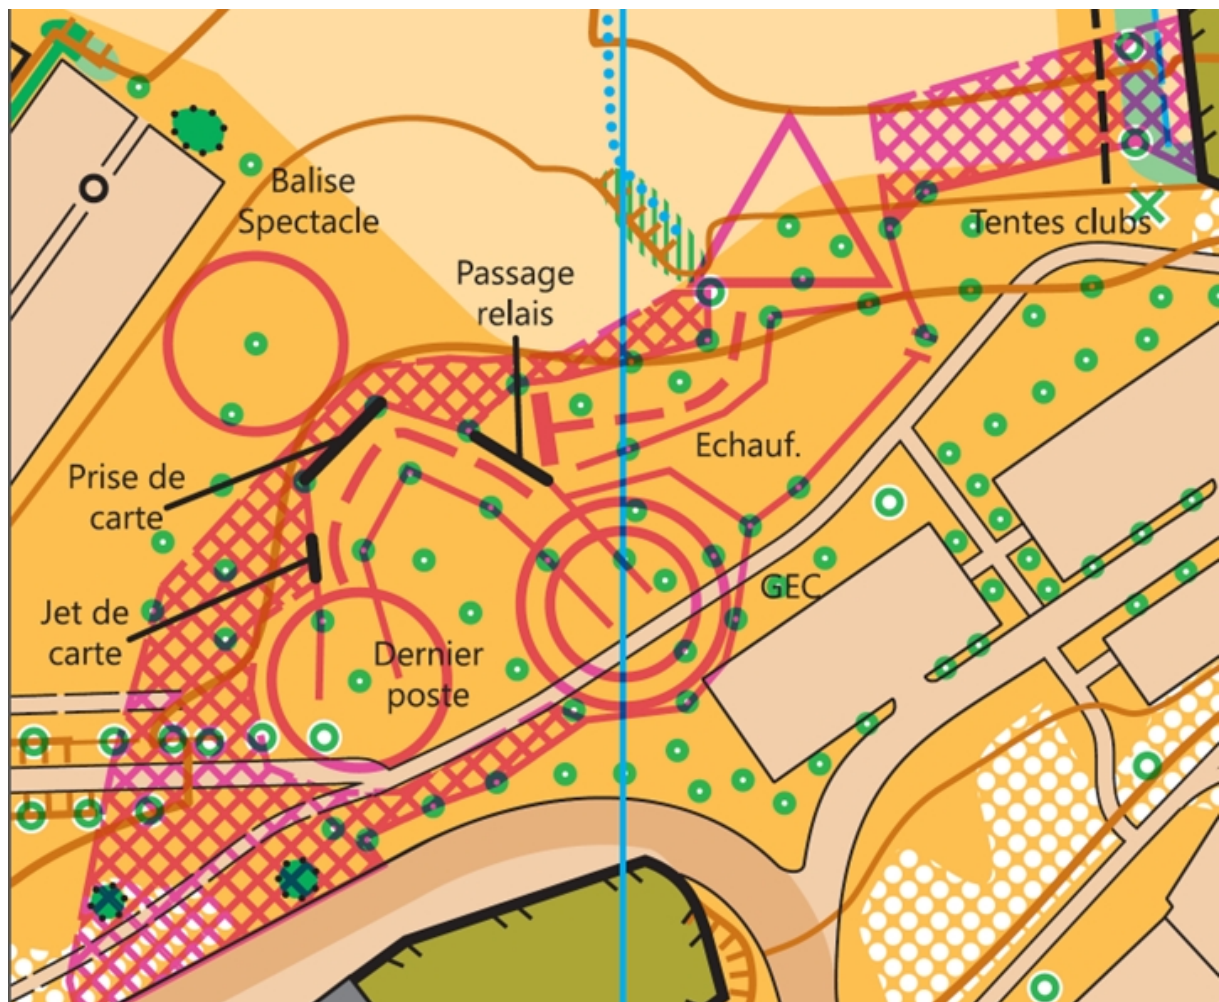 Balise
Spectacle
Tentes clubs
Passage
relais
Echauf.
Prise de
carte
GEC
Jet de
carte
Dernier
poste